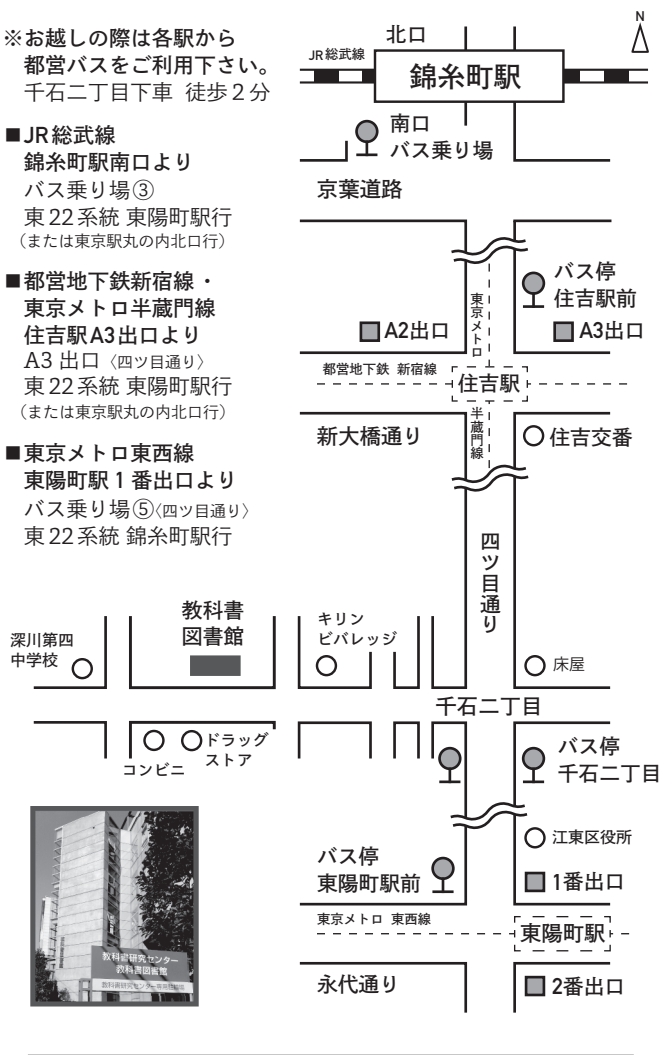 ※お越しの際は各駅から
都営バスをご利用下さい。
千石二丁目下車 徒歩2分
■JR総武線
錦糸町駅南口より
バス乗り場③
東22系統 東陽町駅行
（または東京駅丸の内北口行）
■都営地下鉄新宿線・
東京メトロ半蔵門線
住吉駅A3出口より
A3 出口〈四ツ目通り〉
東22系統 東陽町駅行
（または東京駅丸の内北口行）
■東京メトロ東西線
東陽町駅1番出口より
バス乗り場⑤〈四ツ目通り〉
東22系統 錦糸町駅行
N
北口
JR総武線
錦糸町駅
南口
バス乗り場
京葉道路
バス停
住吉駅前
東京メトロ
A2出口
A3出口
都営地下鉄 新宿線
住吉駅
半蔵門線
新大橋通り
住吉交番
四ツ目通り
教科書
図書館
キリン
ビバレッジ
深川第四
中学校
床屋
千石二丁目
コンビニ
ドラッグ
ストア
バス停
千石二丁目
江東区役所
バス停
東陽町駅前
1番出口
東京メトロ 東西線
東陽町駅
永代通り
2番出口
教科書研究センター
教科書図書館